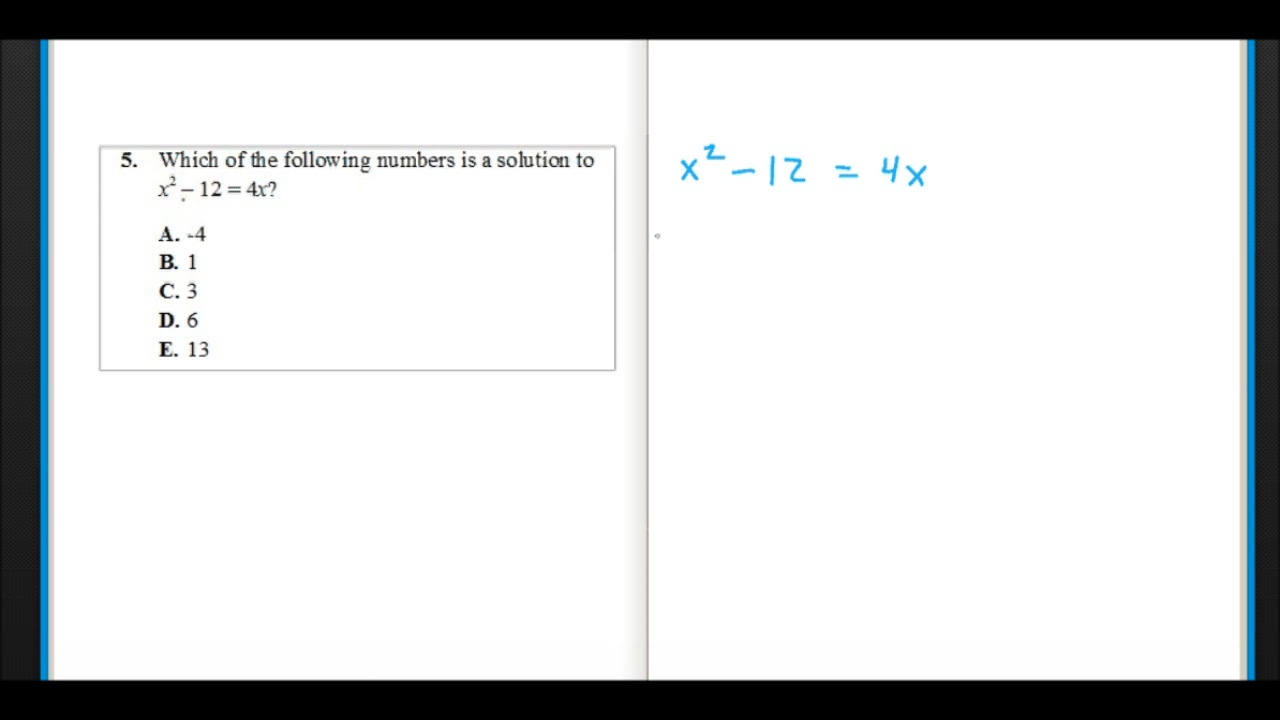 5. Which of the following numbers is a solution to
x² – 12 = 4x?
A. -4
B. 1
C. 3
D. 6
E. 13
x² - 12 = 4x